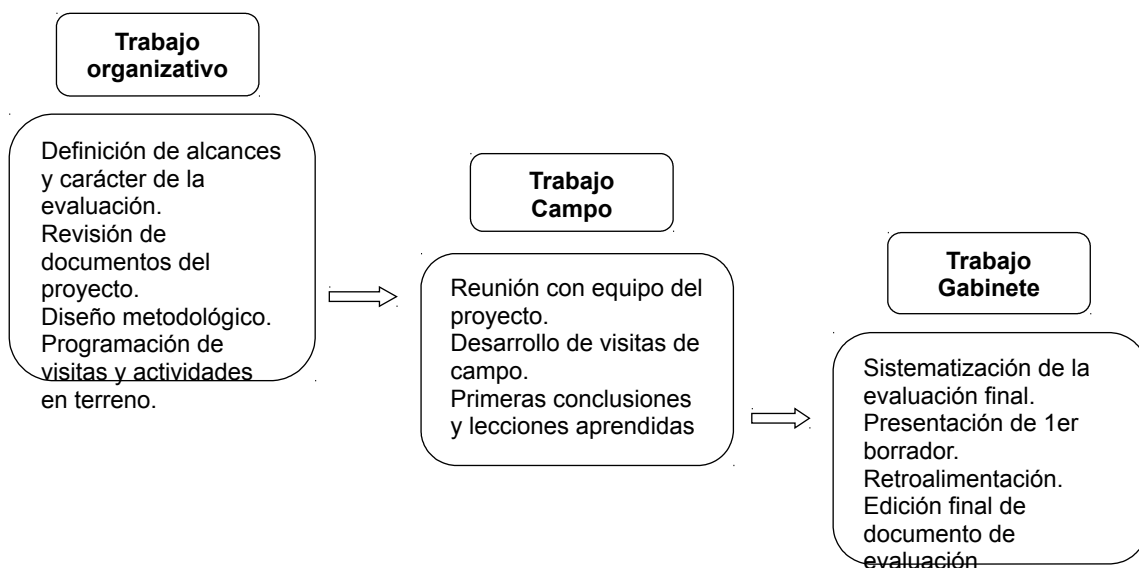 Trabajo
organizativo
Definición de alcances
y carácter de la
evaluación.
Revisión de
documentos del
proyecto.
Diseño metodológico.
Programación de
visitas y actividades
en terreno.
Trabajo
Campo
Reunión con equipo del
proyecto.
Desarrollo de visitas de
campo.
Primeras conclusiones
y lecciones aprendidas
Trabajo
Gabinete
Sistematización de la
evaluación final.
Presentación de 1er
borrador.
Retroalimentación.
Edición final de
documento de
evaluación